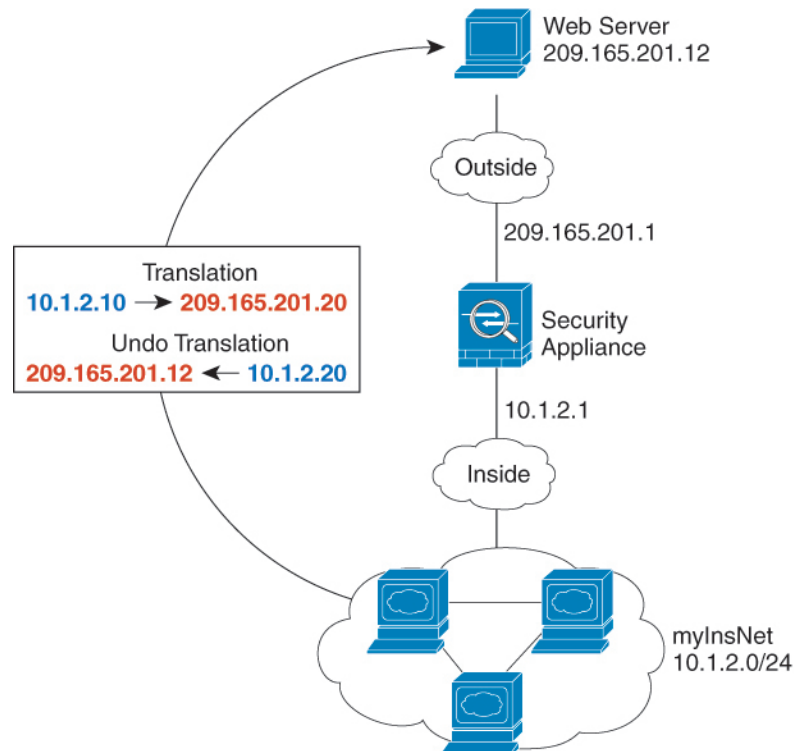 Web Server
209.165.201.12
Outside
209.165.201.1
Translation
10.1.2.10 → 209.165.201.20
Undo Translation
209.165.201.12 ← 10.1.2.20
Security
Appliance
10.1.2.1
Inside
myInsNet
10.1.2.0/24